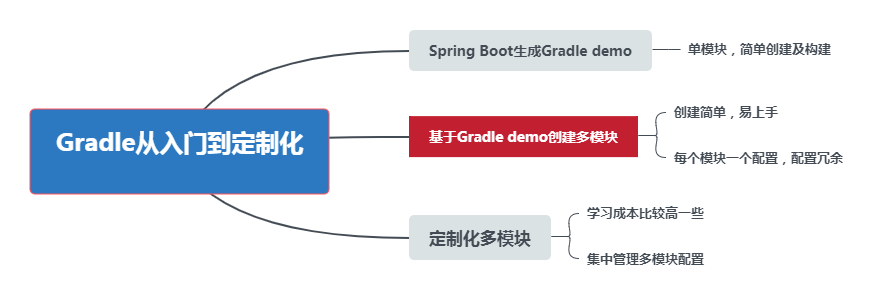 Gradle从入门到定制化
Spring Boot生成Gradle demo
单模块，简单创建及构建
基于Gradle demo创建多模块
创建简单，易上手
每个模块一个配置，配置冗余
定制化多模块
学习成本比较高一些
集中管理多模块配置